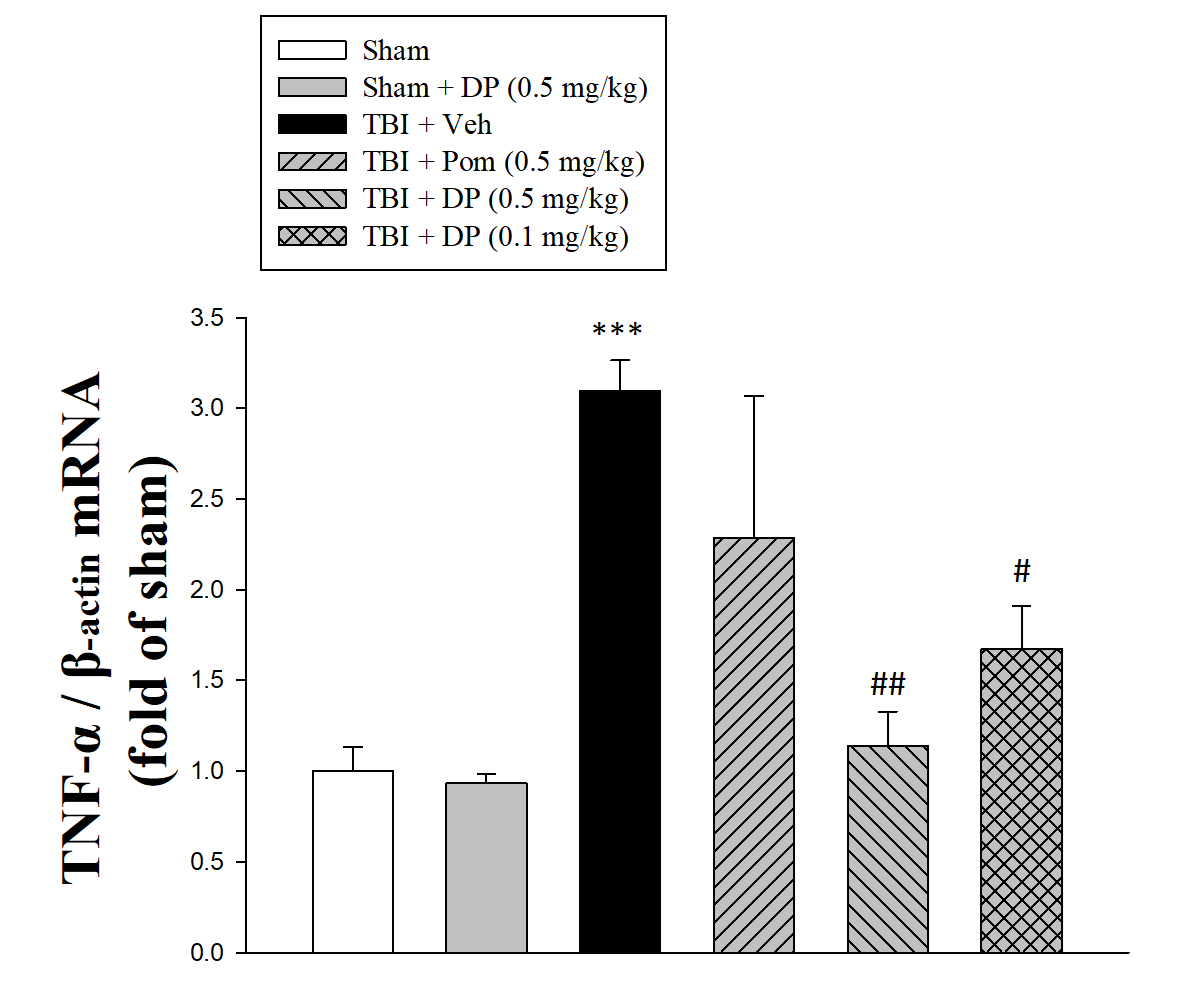 Sham
Sham + DP (0.5 mg/kg)
TBI + Veh
TBI + Pom (0.5 mg/kg)
TBI + DP (0.5 mg/kg)
TBI + DP (0.1 mg/kg)
TNF-α / β-actin mRNA
(fold of sham)
3.5
3.0
2.5
2.0
1.5
1.0
0.5
0.0
***
##
#